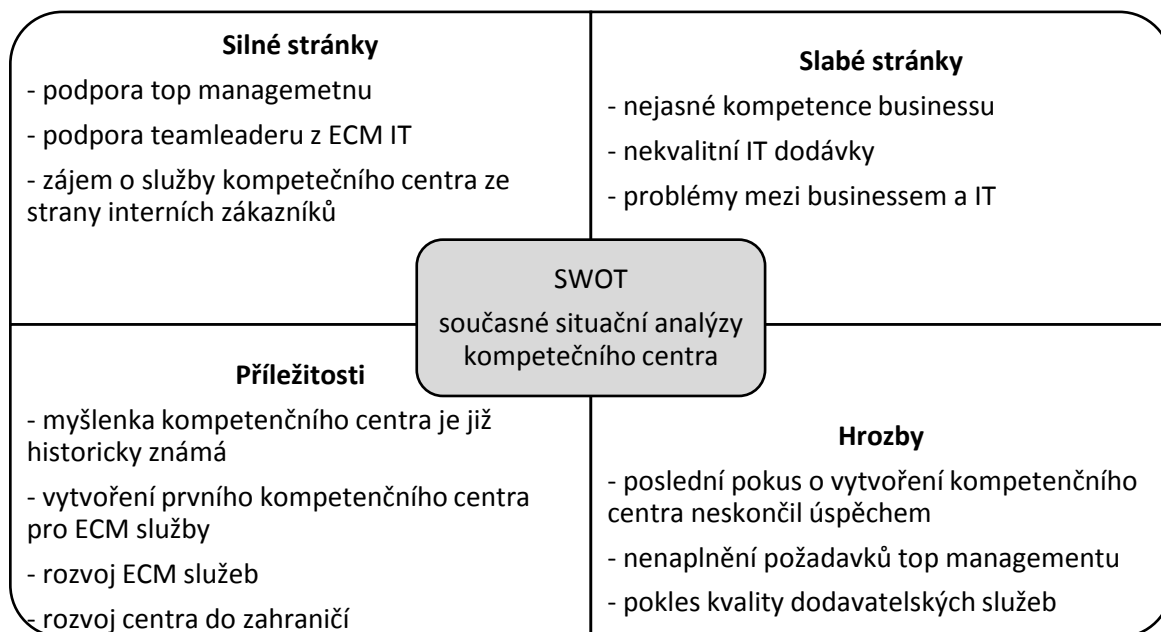 Silné stránky
- podpora top managemetnu
- podpora teamleaderu z ECM IT
- zájem o služby kompetečního centra ze
strany interních zákazníků
Slabé stránky
- nejasné kompetence businessu
- nekvalitní IT dodávky
- problémy mezi businessem a IT
SWOT
současné situační analýzy
kompetečního centra
Příležitosti
- myšlenka kompetenčního centra je již
historicky známá
- vytvoření prvního kompetenčního centra
pro ECM služby
- rozvoj ECM služeb
- rozvoj centra do zahraničí
Hrozby
- poslední pokus o vytvoření kompetenčního
centra neskončil úspěchem
- nenaplnění požadavků top managementu
- pokles kvality dodavatelských služeb